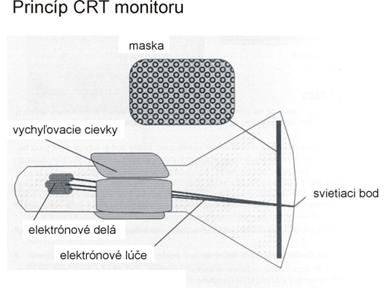 Princíp CRT monitoru
maska
vychyľovacie cievky
svietiaci bod
elektrónové delá
elektrónové lúče